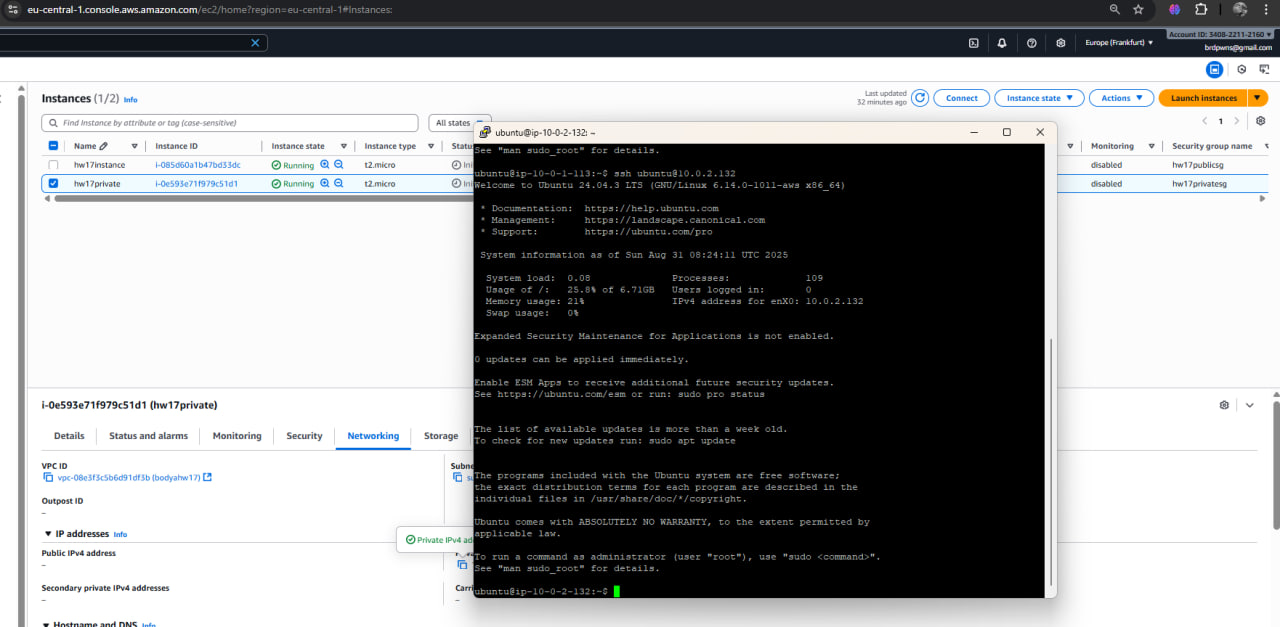 eu-central-1.console.aws.amazon.com/ec2/home?region=eu-central-1#Instances:
Europe (Frankfurt)
Account ID: 3408-2211-2160
brdpwns@gmail.com
Instances (1/2) Info
Last updated
32 minutes ago
Connect
Instance state
Actions
Launch instances
Find Instance by attribute or tag (case-sensitive)
All states
1
Name
Instance ID
Instance state
Instance type
Statu
Monitoring
Security group name
hw17instance
i-085d60a1b47bd33dc
Running
t2.micro
Ini
disabled
hw17publicsg
hw17private
i-0e593e71f979c51d1
Running
t2.micro
Ini
disabled
hw17privatesg
i-0e593e71f979c51d1 (hw17private)
Details
Status and alarms
Monitoring
Security
Networking
Storage
VPC ID
vpc-08e3f3c5b6d91df3b (bodyahw17)
Subne
su
Outpost ID
–
IP addresses Info
Private IPv4 ad
Public IPv4 address
–
Secondary private IPv4 addresses
–
Carri
–
Hostname and DNS Info
ubuntu@ip-10-0-2-132: ~
See "man sudo_root" for details.
ubuntu@ip-10-0-1-113:~$ ssh ubuntu@10.0.2.132
Welcome to Ubuntu 24.04.3 LTS (GNU/Linux 6.14.0-1011-aws x86_64)
* Documentation: https://help.ubuntu.com
* Management: https://landscape.canonical.com
* Support: https://ubuntu.com/pro
System information as of Sun Aug 31 08:24:11 UTC 2025
System load: 0.08 Processes: 109
Usage of /: 25.8% of 6.71GB Users logged in: 0
Memory usage: 21% IPv4 address for enX0: 10.0.2.132
Swap usage: 0%
Expanded Security Maintenance for Applications is not enabled.
0 updates can be applied immediately.
Enable ESM Apps to receive additional future security updates.
See https://ubuntu.com/esm or run: sudo pro status
The list of available updates is more than a week old.
To check for new updates run: sudo apt update
The programs included with the Ubuntu system are free software;
the exact distribution terms for each program are described in the
individual files in /usr/share/doc/*/copyright.
Ubuntu comes with ABSOLUTELY NO WARRANTY, to the extent permitted by
applicable law.
To run a command as administrator (user "root"), use "sudo <command>".
See "man sudo_root" for details.
ubuntu@ip-10-0-2-132:~$